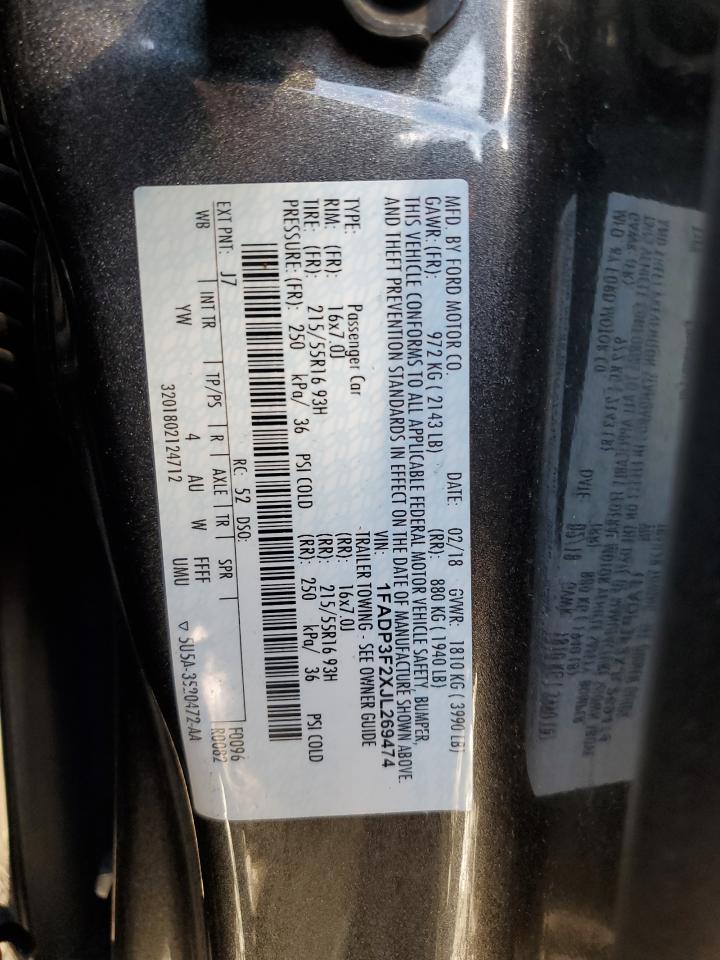 MFD. BY FORD MOTOR CO.
DATE: 02/18 GVWR: 1810 KG ( 3990 LB)
GAWR: (FR): 972 KG ( 2143 LB) (RR): 880 KG ( 1940 LB)
THIS VEHICLE CONFORMS TO ALL APPLICABLE FEDERAL MOTOR VEHICLE SAFETY, BUMPER,
AND THEFT PREVENTION STANDARDS IN EFFECT ON THE DATE OF MANUFACTURE SHOWN ABOVE.
VIN: 1FADP3F2XJL269474
TYPE: Passenger Car TRAILER TOWING - SEE OWNER GUIDE
RIM: (FR): 16x7.0J (RR): 16x7.0J
TIRE: (FR): 215/55R16 93H (RR): 215/55R16 93H
PRESSURE: (FR): 250 kPa/ 36 PSI COLD (RR): 250 kPa/ 36 PSI COLD
EXT PNT: J7 RC: 52 DSO: F0096
WB INT TR TP/PS R AXLE TR SPR R0082
YW 4 AU W FFFF
3201802124712 UMU ▽ 5U5A-3520472-AA